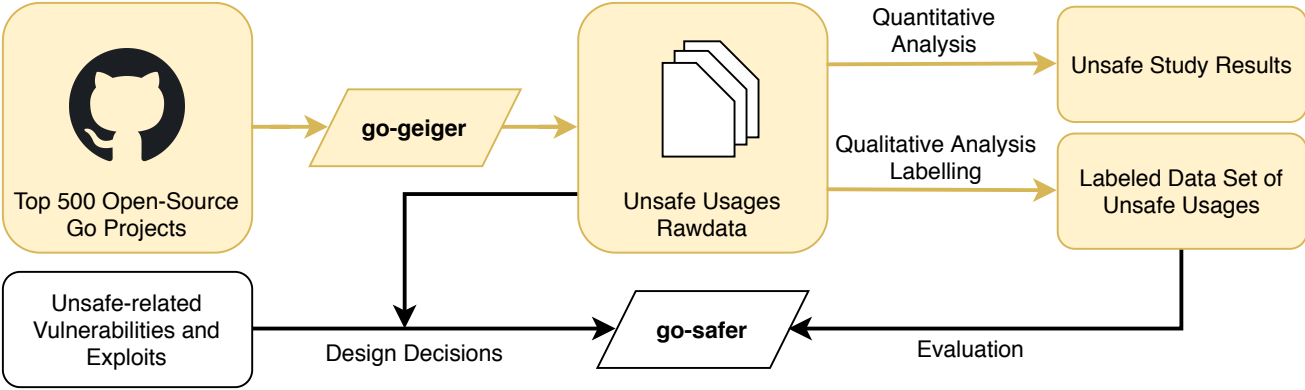 Top 500 Open-Source
Go Projects
go-geiger
Unsafe Usages
Rawdata
Quantitative
Analysis
Unsafe Study Results
Qualitative Analysis
Labelling
Labeled Data Set of
Unsafe Usages
Unsafe-related
Vulnerabilities and
Exploits
Design Decisions
go-safer
Evaluation